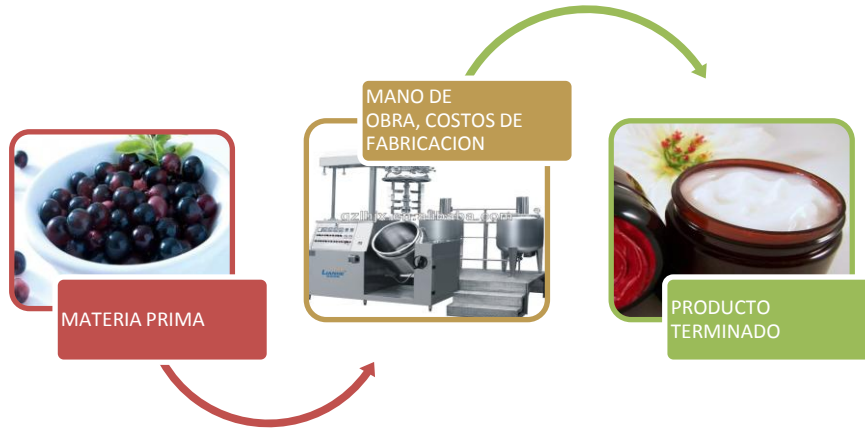 MATERIA PRIMA
MANO DE
OBRA, COSTOS DE
FABRICACION
PRODUCTO
TERMINADO